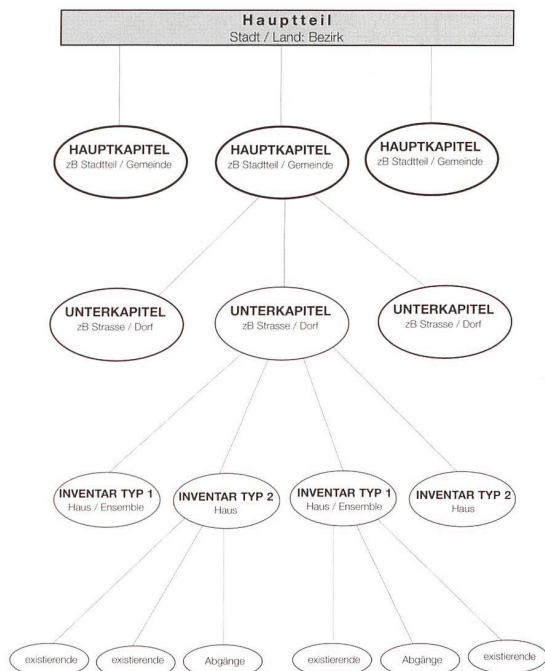 Hauptteil
Stadt / Land: Bezirk
HAUPTKAPITEL
zB Stadtteil / Gemeinde
HAUPTKAPITEL
zB Stadtteil / Gemeinde
HAUPTKAPITEL
zB Stadtteil / Gemeinde
UNTERKAPITEL
zB Strasse / Dorf
UNTERKAPITEL
zB Strasse / Dorf
UNTERKAPITEL
zB Strasse / Dorf
INVENTAR TYP 1
Haus / Ensemble
INVENTAR TYP 2
Haus
INVENTAR TYP 1
Haus / Ensemble
INVENTAR TYP 2
Haus
existierende
existierende
Abgänge
existierende
Abgänge
existierende